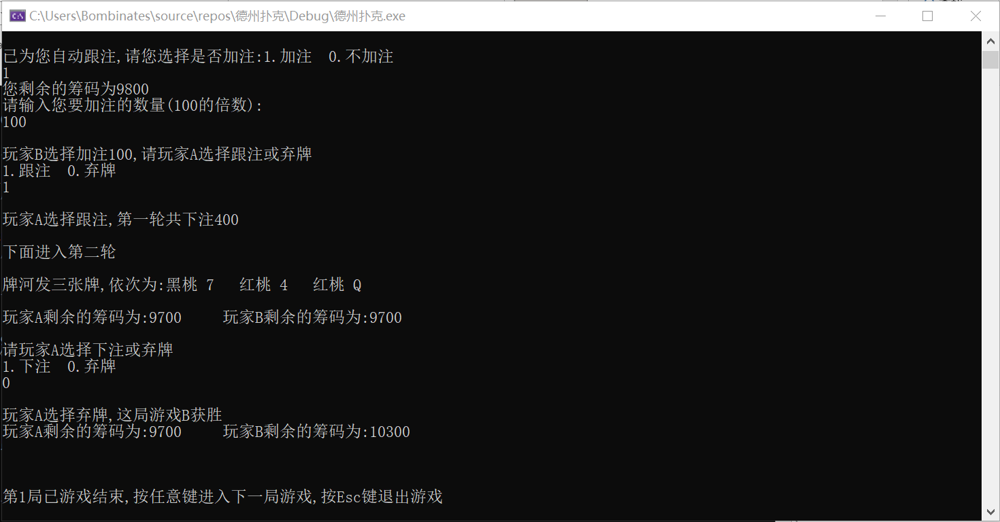 C:\Users\Bombinates\source\repos\德州扑克\Debug\德州扑克.exe
已为您自动跟注,请您选择是否加注:1.加注  0.不加注
1
您剩余的筹码为9800
请输入您要加注的数量(100的倍数):
100
玩家B选择加注100,请玩家A选择跟注或弃牌
1.跟注  0.弃牌
1
玩家A选择跟注,第一轮共下注400
下面进入第二轮
牌河发三张牌,依次为:黑桃 7   红桃 4   红桃 Q
玩家A剩余的筹码为:9700     玩家B剩余的筹码为:9700
请玩家A选择下注或弃牌
1.下注  0.弃牌
0
玩家A选择弃牌,这局游戏B获胜
玩家A剩余的筹码为:9700     玩家B剩余的筹码为:10300
第1局已游戏结束,按任意键进入下一局游戏,按Esc键退出游戏